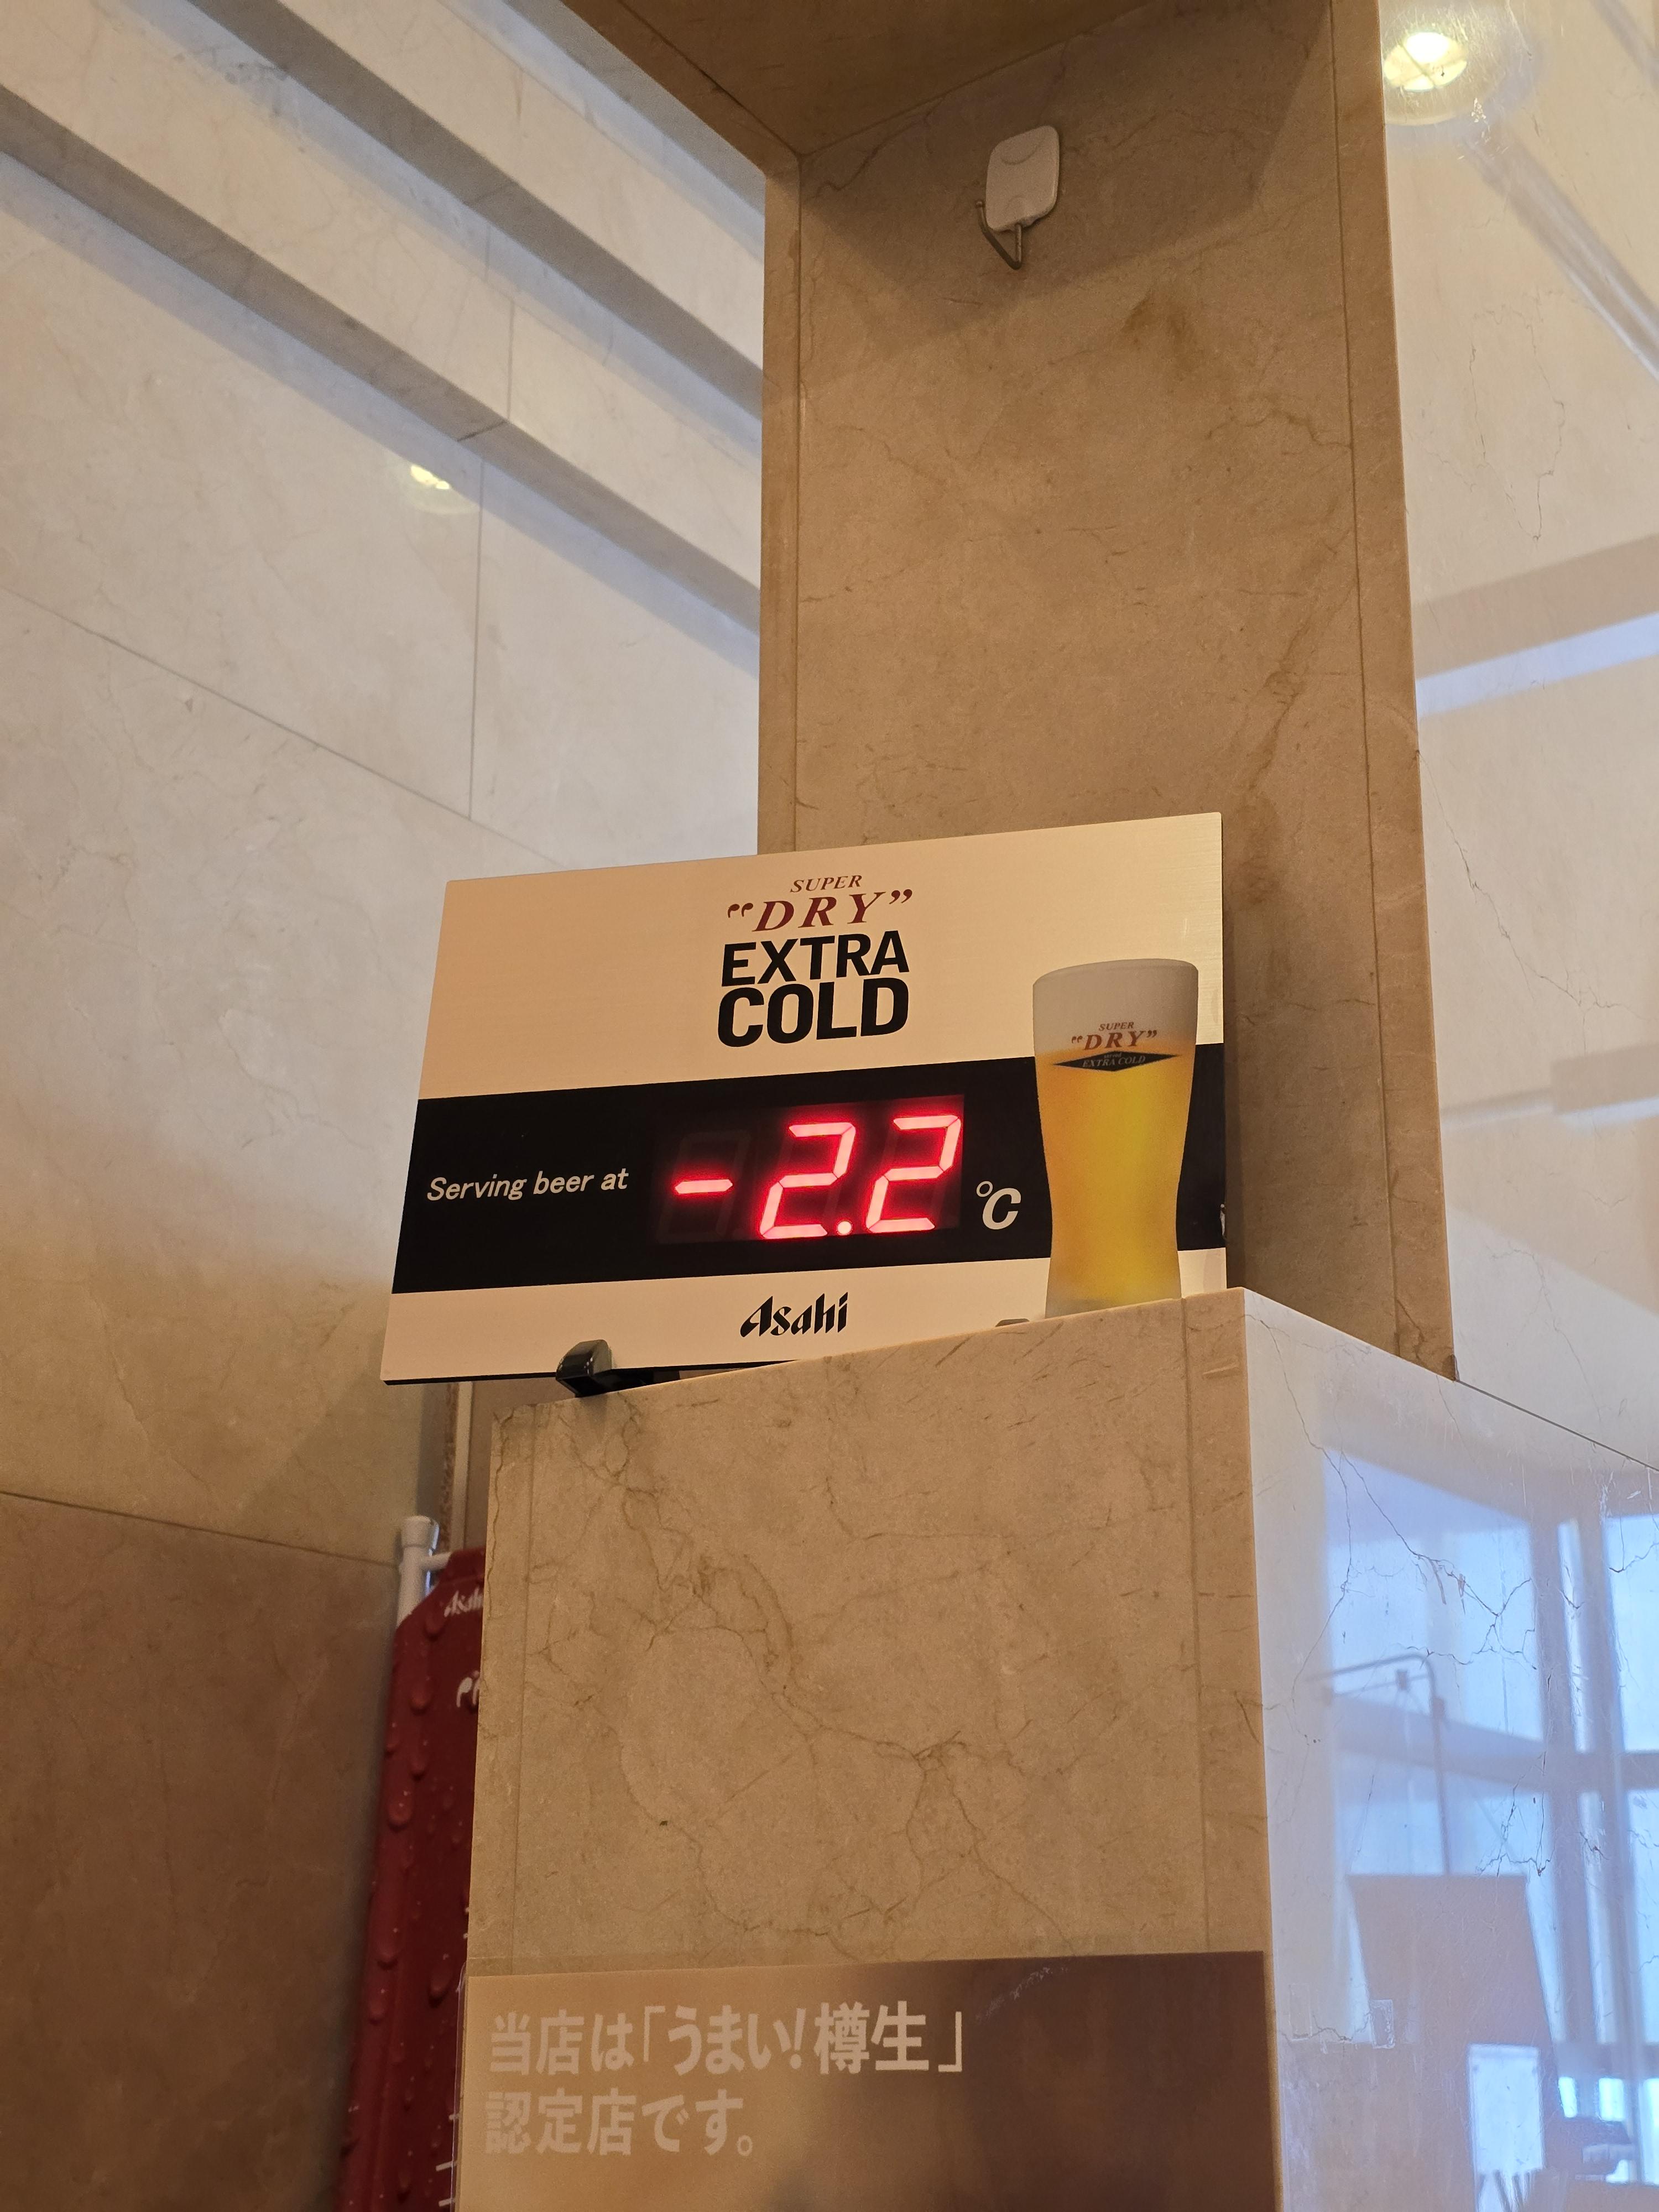 SUPER
“DRY”
EXTRA
COLD
SUPER
“DRY”
EXTRA COLD
Serving beer at -2.2 °C
Asahi
Asahi
当店は「うまい!樽生」
認定店です。